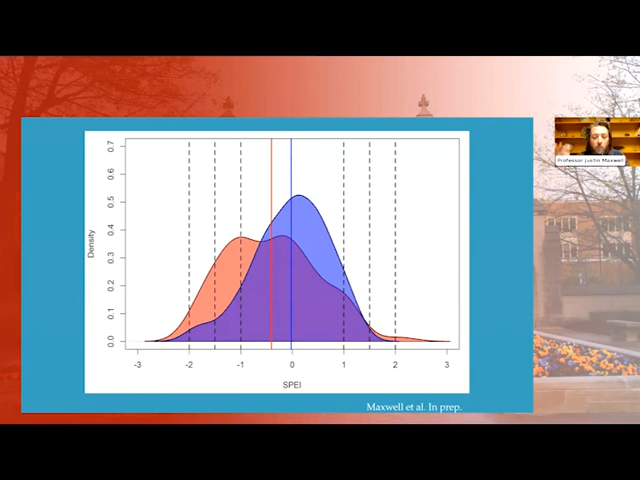 Professor Justin Maxwell
0.7
0.6
0.5
0.4
0.3
0.2
0.1
0.0
Density
-3 -2 -1 0 1 2 3
SPEI
Maxwell et al. In prep.